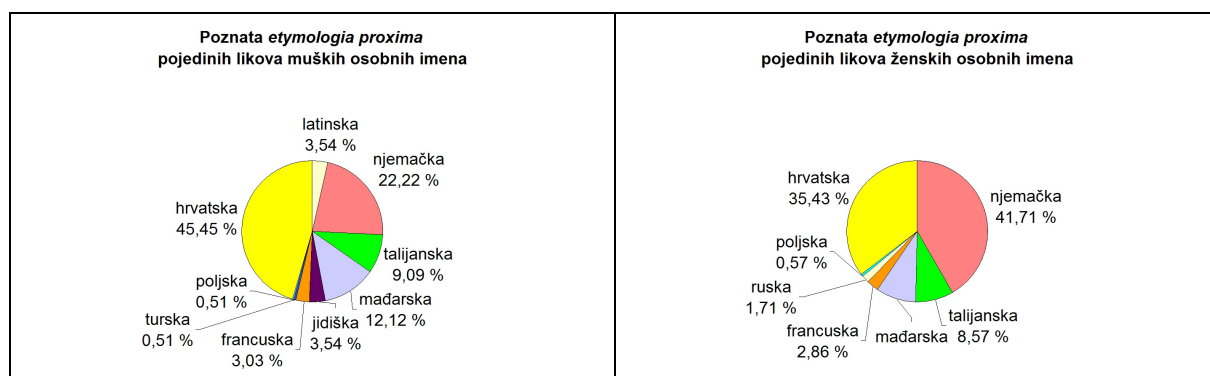 Poznata etymologia proxima
pojedinih likova muških osobnih imena
latinska
3,54 %
njemačka
22,22 %
talijanska
9,09 %
mađarska
12,12 %
jidiška
3,54 %
francuska
3,03 %
turska
0,51 %
poljska
0,51 %
hrvatska
45,45 %
Poznata etymologia proxima
pojedinih likova ženskih osobnih imena
njemačka
41,71 %
talijanska
8,57 %
mađarska
francuska
2,86 %
ruska
1,71 %
poljska
0,57 %
hrvatska
35,43 %